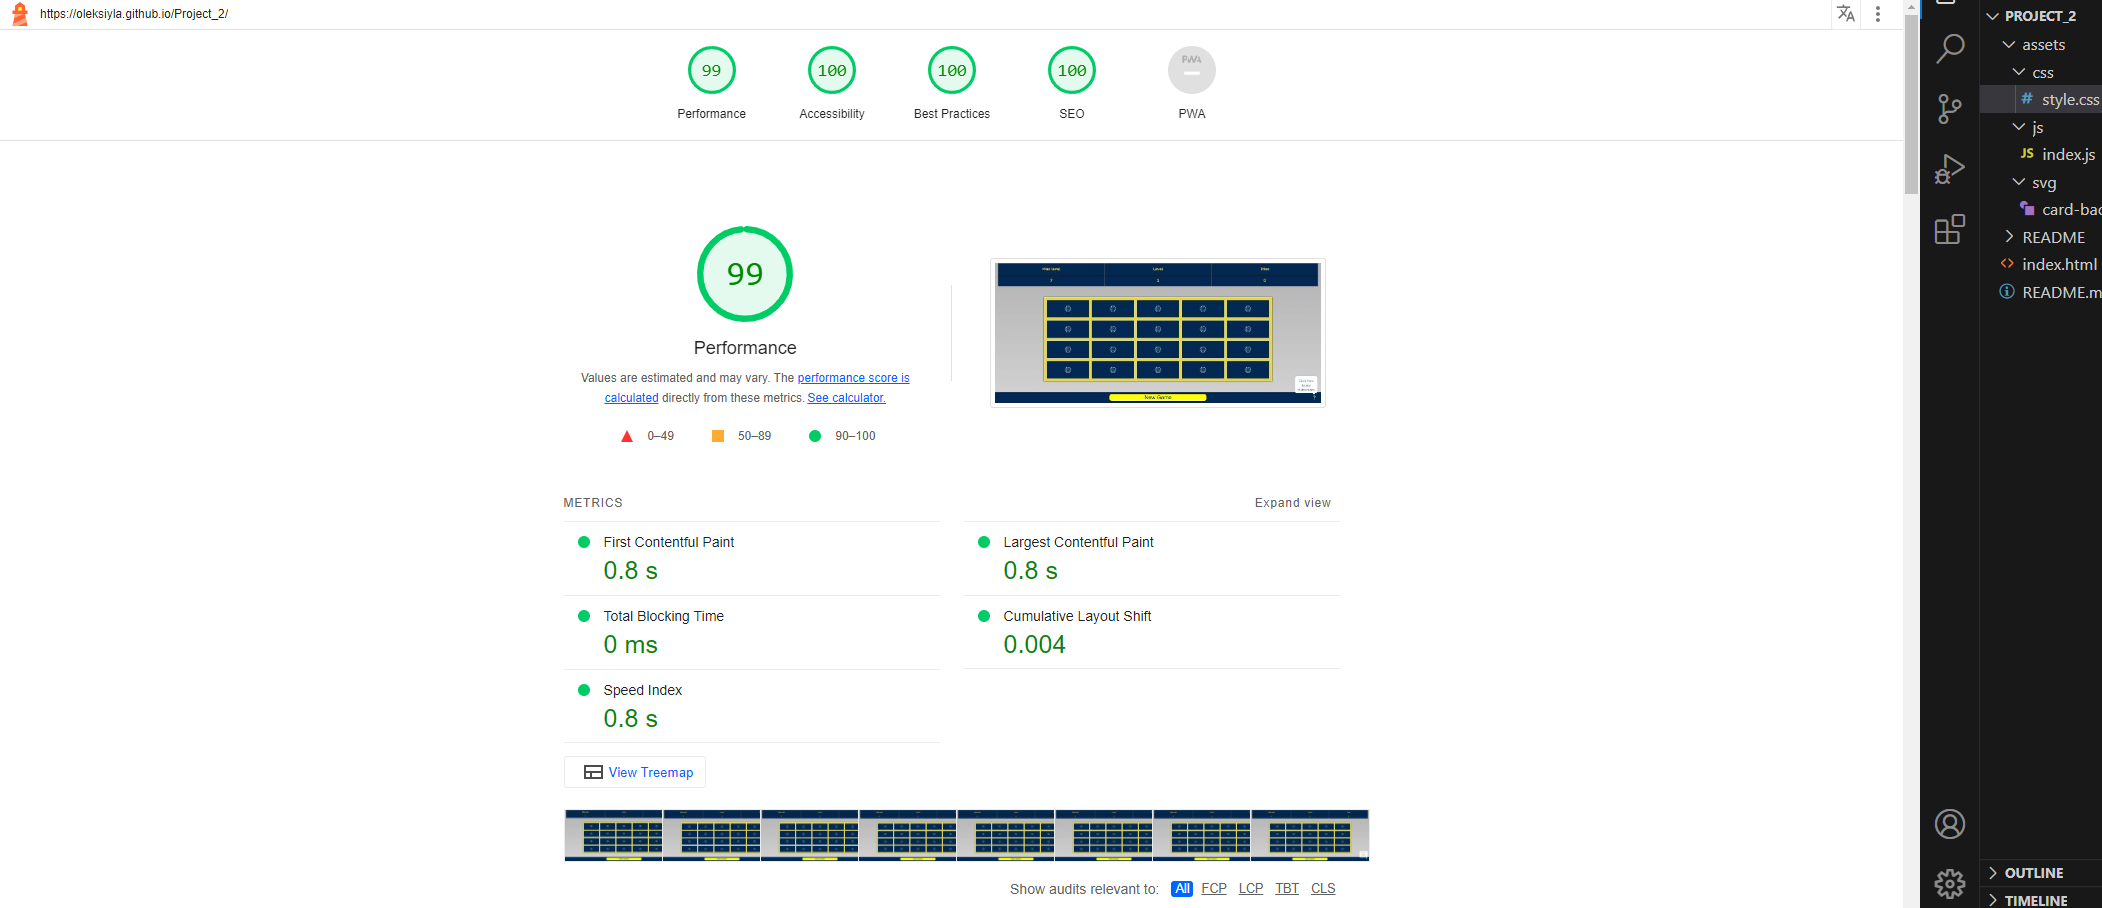 https://oleksiyla.github.io/Project_2/
99
100
100
100
PWA
Performance
Accessibility
Best Practices
SEO
PWA
99
Performance
Values are estimated and may vary. The performance score is
calculated directly from these metrics. See calculator.
0–49
50–89
90–100
Level
New Game
METRICS
Expand view
First Contentful Paint
0.8 s
Largest Contentful Paint
0.8 s
Total Blocking Time
0 ms
Cumulative Layout Shift
0.004
Speed Index
0.8 s
View Treemap
Show audits relevant to: All FCP LCP TBT CLS
PROJECT_2
assets
css
# style.css
js
JS index.js
svg
card-bac
README
index.html
README.m
OUTLINE
TIMELINE